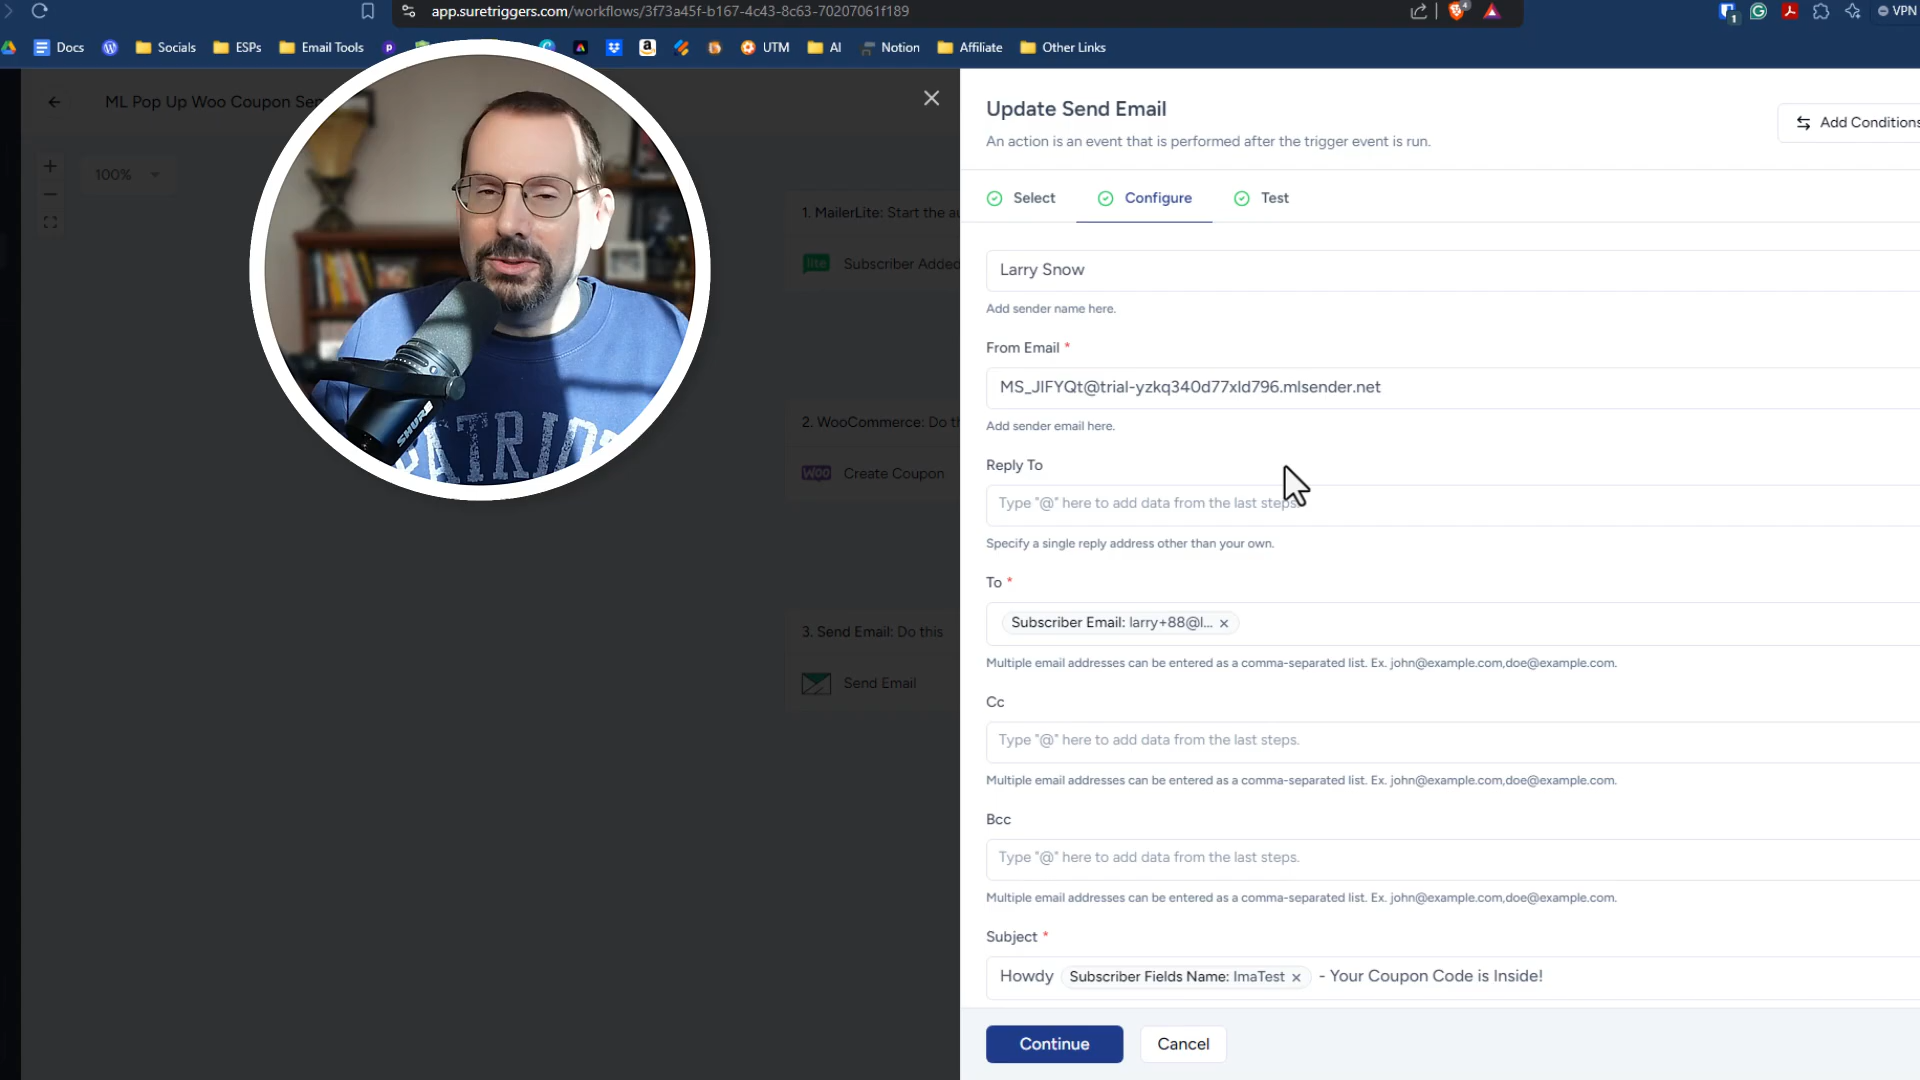 app.suretriggers.com/workflows/3f73a45f-b167-4c43-8c63-70207061f189
1
4
VPN
Docs
Socials
ESPs
Email Tools
UTM
AI
Notion
Affiliate
Other Links
ML Pop Up Woo Coupon Ser
100%
1. MailerLite: Start the au
lite Subscriber Added
2. WooCommerce: Do th
Woo Create Coupon
3. Send Email: Do this
Send Email
SHURE
PATRIO
Update Send Email
An action is an event that is performed after the trigger event is run.
Add Conditions
Select
Configure
Test
Larry Snow
Add sender name here.
From Email *
MS_JIFYQt@trial-yzkq340d77xld796.mlsender.net
Add sender email here.
Reply To
Type "@" here to add data from the last steps.
Specify a single reply address other than your own.
To *
Subscriber Email: larry+88@l... ×
Multiple email addresses can be entered as a comma-separated list. Ex. john@example.com,doe@example.com.
Cc
Type "@" here to add data from the last steps.
Multiple email addresses can be entered as a comma-separated list. Ex. john@example.com,doe@example.com.
Bcc
Type "@" here to add data from the last steps.
Multiple email addresses can be entered as a comma-separated list. Ex. john@example.com,doe@example.com.
Subject *
Howdy Subscriber Fields Name: ImaTest × - Your Coupon Code is Inside!
Continue
Cancel